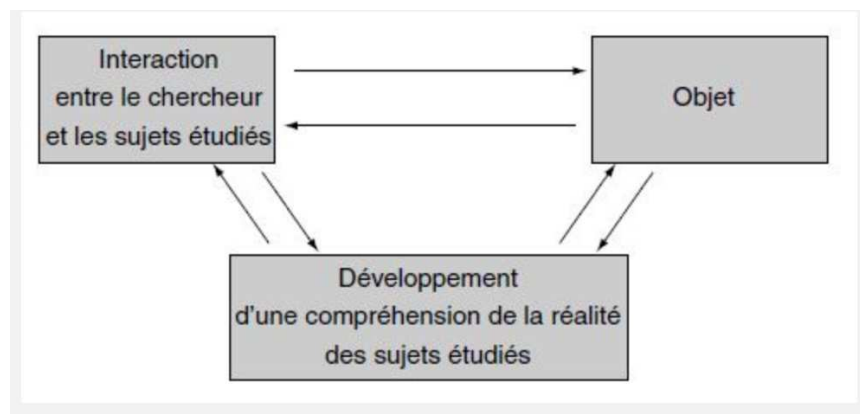 Interaction
entre le chercheur
et les sujets étudiés
Objet
Développement
d'une compréhension de la réalité
des sujets étudiés